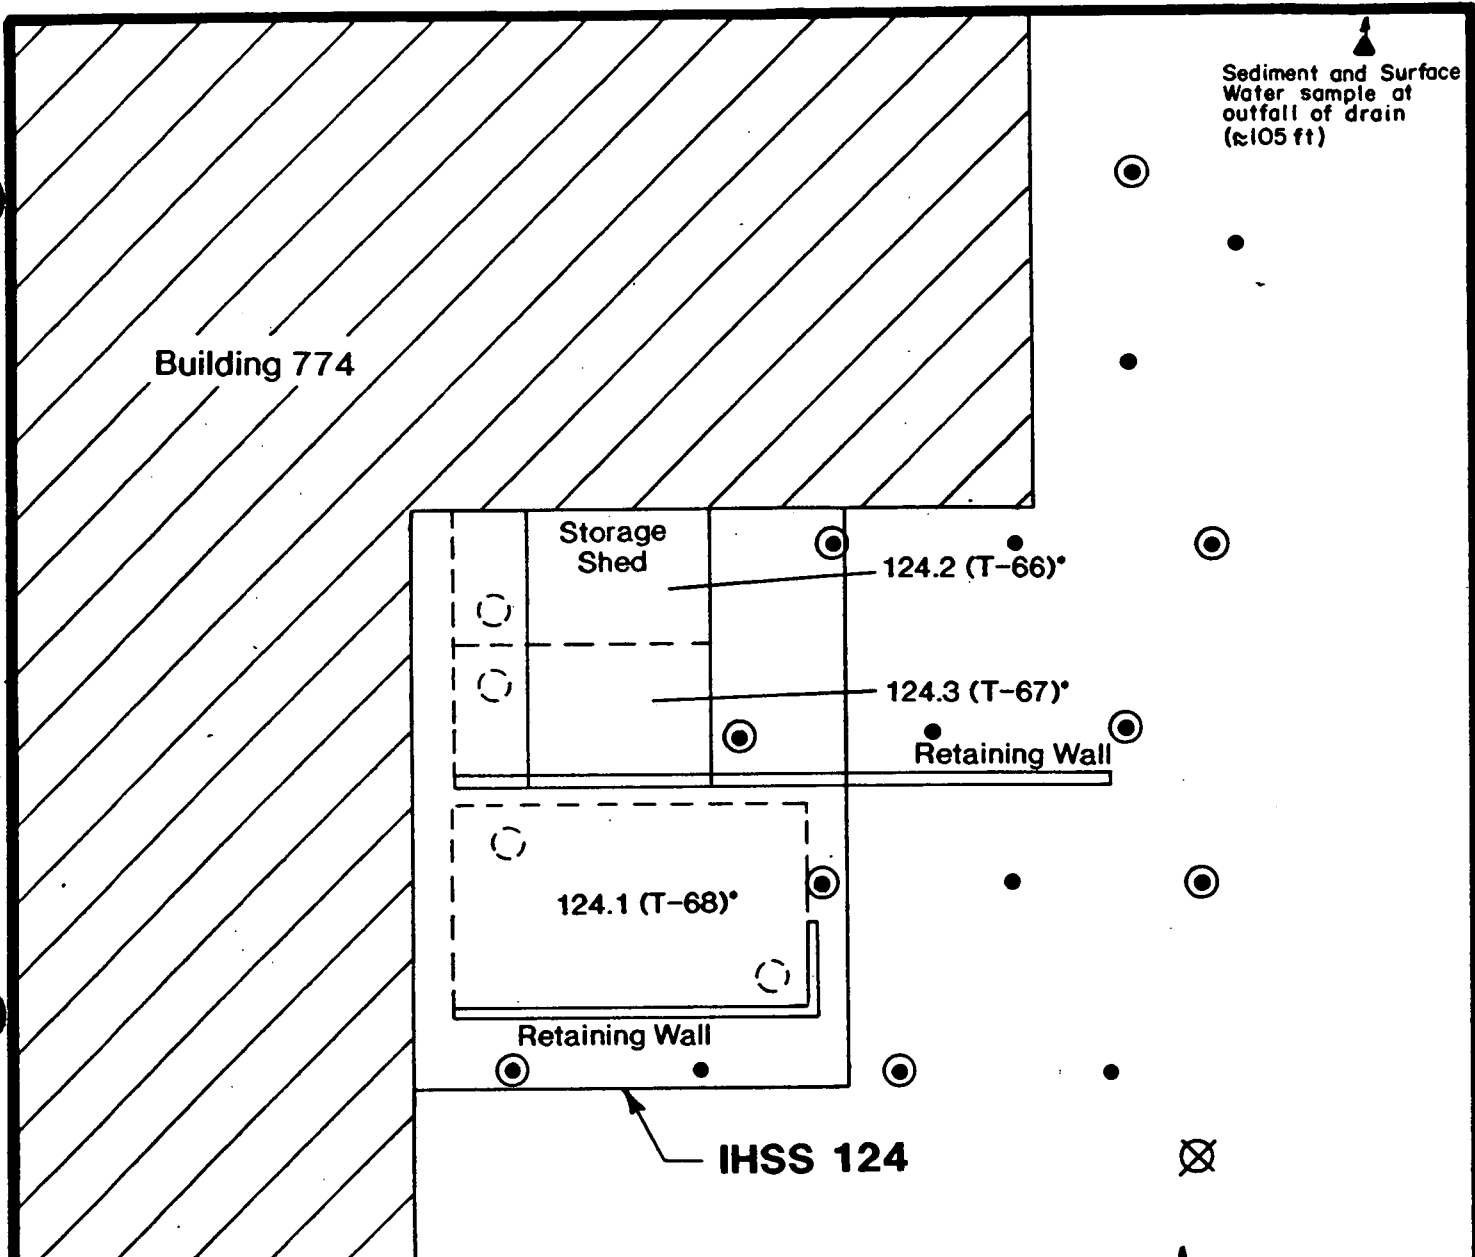 Sediment and Surface
Water sample at
outfall of drain
(≈105 ft)
Building 774
Storage
Shed
124.2 (T-66)*
124.3 (T-67)*
Retaining Wall
124.1 (T-68)*
Retaining Wall
IHSS 124